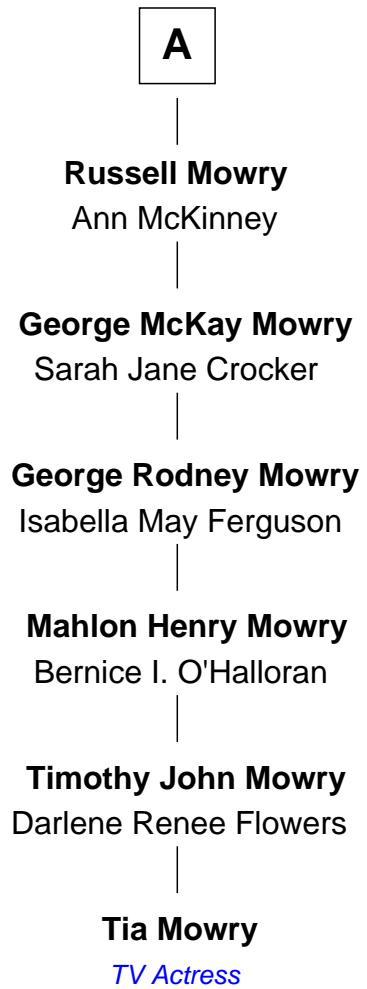 A
Russell Mowry
Ann McKinney
George McKay Mowry
Sarah Jane Crocker
George Rodney Mowry
Isabella May Ferguson
Mahlon Henry Mowry
Bernice I. O'Halloran
Timothy John Mowry
Darlene Renee Flowers
Tia Mowry
TV Actress